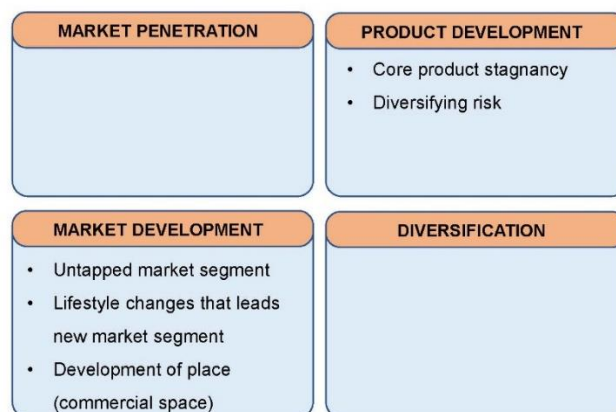 MARKET PENETRATION
PRODUCT DEVELOPMENT
• Core product stagnancy
• Diversifying risk
MARKET DEVELOPMENT
• Untapped market segment
• Lifestyle changes that leads
new market segment
• Development of place
(commercial space)
DIVERSIFICATION